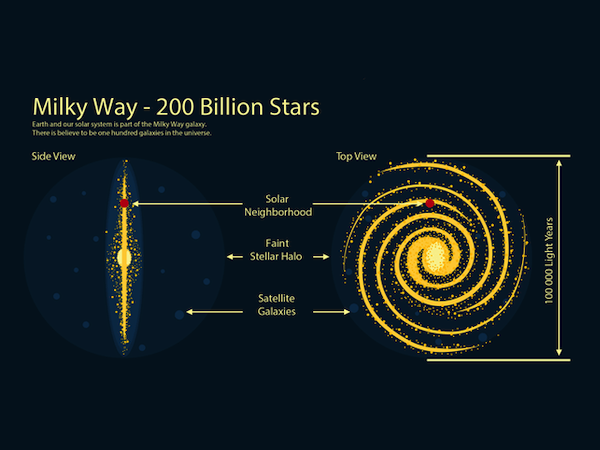 Milky Way - 200 Billion Stars
Earth and our solar system is part of the Milky Way galaxy.
There is believe to be one hundred galaxies in the universe.
Side View
Top View
Solar
Neighborhood
Faint
Stellar Halo
Satellite
Galaxies
100 000 Light Years